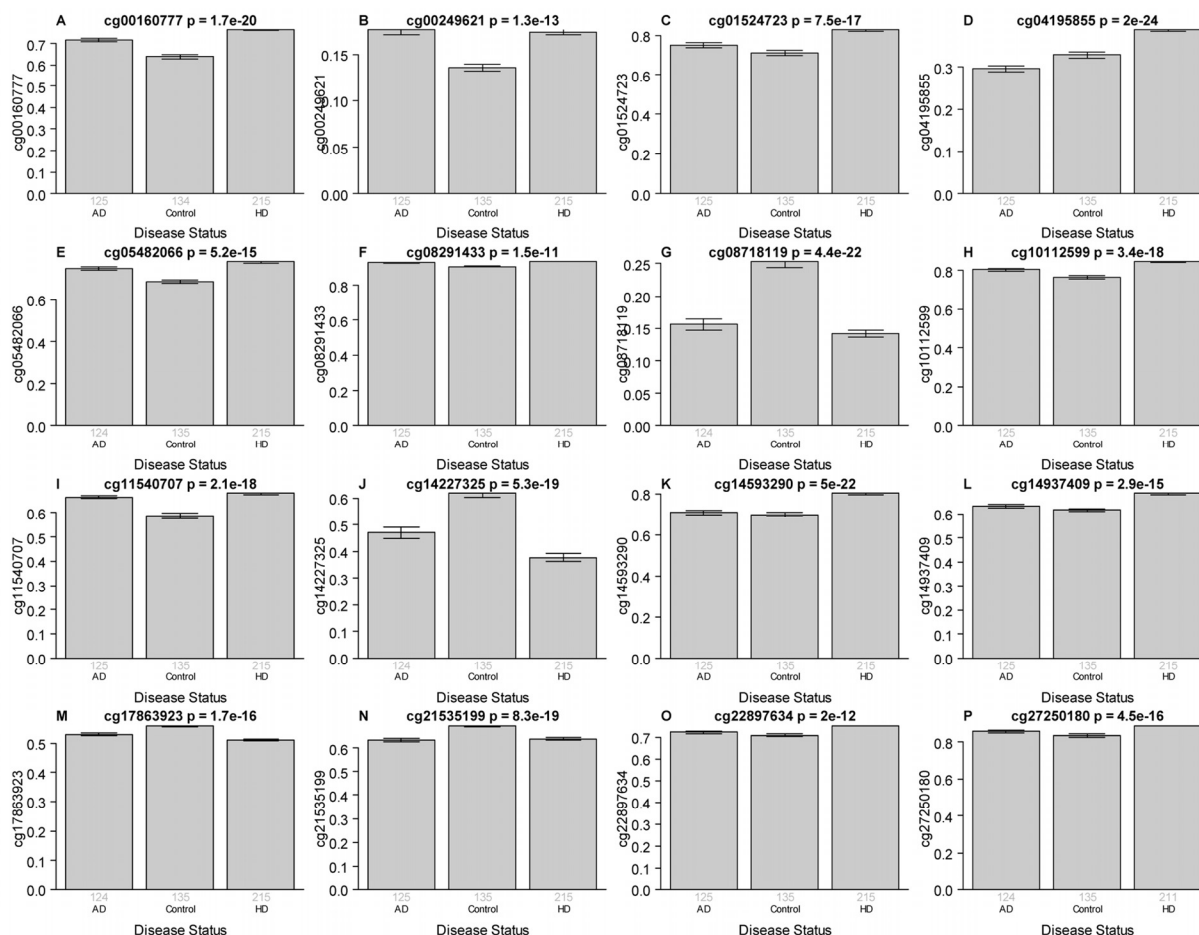 A cg00160777 p = 1.7e-20
cg00160777
0.7
0.6
0.5
0.4
0.3
0.2
0.1
0.0
125 134 215
AD Control HD
Disease Status
B cg00249621 p = 1.3e-13
cg00249621
0.15
0.10
0.05
0.00
125 135 215
AD Control HD
Disease Status
C cg01524723 p = 7.5e-17
cg01524723
0.8
0.6
0.4
0.2
0.0
125 135 215
AD Control HD
Disease Status
D cg04195855 p = 2e-24
cg04195855
0.3
0.2
0.1
0.0
125 135 215
AD Control HD
Disease Status
E cg05482066 p = 5.2e-15
cg05482066
0.6
0.4
0.2
0.0
124 135 215
AD Control HD
Disease Status
F cg08291433 p = 1.5e-11
cg08291433
0.8
0.6
0.4
0.2
0.0
125 135 215
AD Control HD
Disease Status
G cg08718119 p = 4.4e-22
cg08718119
0.25
0.20
0.15
0.10
0.05
0.00
124 135 215
AD Control HD
Disease Status
H cg10112599 p = 3.4e-18
cg10112599
0.8
0.6
0.4
0.2
0.0
125 135 215
AD Control HD
Disease Status
I cg11540707 p = 2.1e-18
cg11540707
0.6
0.5
0.4
0.3
0.2
0.1
0.0
125 135 215
AD Control HD
Disease Status
J cg14227325 p = 5.3e-19
cg14227325
0.6
0.5
0.4
0.3
0.2
0.1
0.0
124 135 215
AD Control HD
Disease Status
K cg14593290 p = 5e-22
cg14593290
0.8
0.6
0.4
0.2
0.0
125 135 215
AD Control HD
Disease Status
L cg14937409 p = 2.9e-15
cg14937409
0.6
0.5
0.4
0.3
0.2
0.1
0.0
125 135 215
AD Control HD
Disease Status
M cg17863923 p = 1.7e-16
cg17863923
0.5
0.4
0.3
0.2
0.1
0.0
124 135 215
AD Control HD
Disease Status
N cg21535199 p = 8.3e-19
cg21535199
0.6
0.5
0.4
0.3
0.2
0.1
0.0
125 135 215
AD Control HD
Disease Status
O cg22897634 p = 2e-12
cg22897634
0.7
0.6
0.5
0.4
0.3
0.2
0.1
0.0
125 135 215
AD Control HD
Disease Status
P cg27250180 p = 4.5e-16
cg27250180
0.8
0.6
0.4
0.2
0.0
124 135 211
AD Control HD
Disease Status